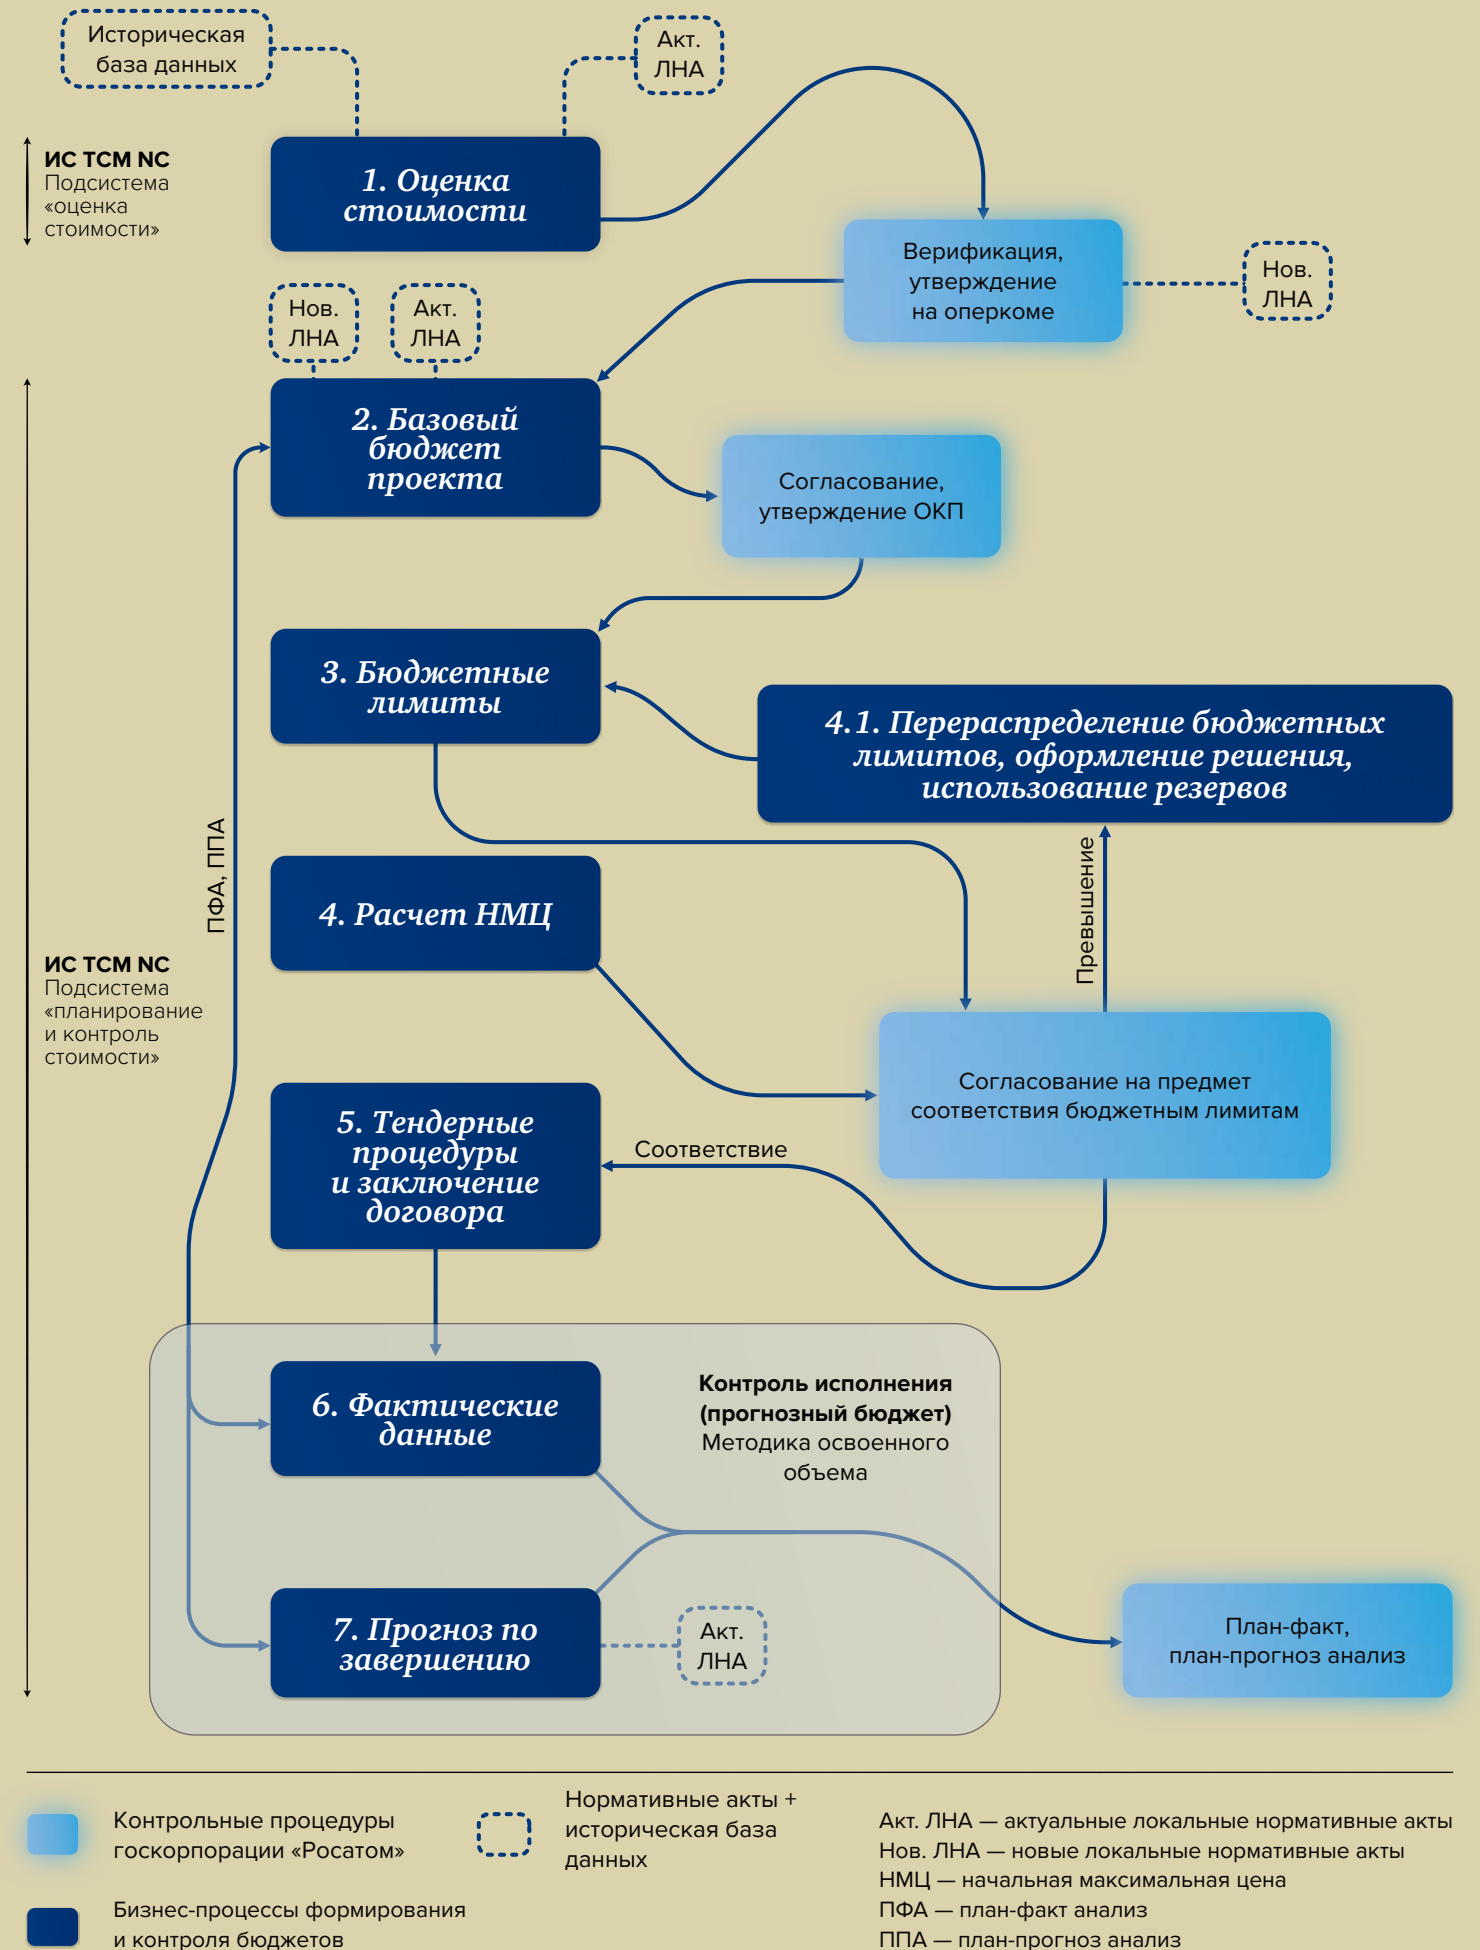 Историческая
база данных
Акт.
ЛНА
ИС ТСМ NC
Подсистема
«оценка
стоимости»
1. Оценка
стоимости
Верификация,
утверждение
на оперкоме
Нов.
ЛНА
Нов.
ЛНА
Акт.
ЛНА
2. Базовый
бюджет
проекта
Согласование,
утверждение ОКП
3. Бюджетные
лимиты
4.1. Перераспределение бюджетных
лимитов, оформление решения,
использование резервов
ПФА, ППА
Превышение
4. Расчет НМЦ
ИС ТСМ NC
Подсистема
«планирование
и контроль
стоимости»
Согласование на предмет
соответствия бюджетным лимитам
5. Тендерные
процедуры
и заключение
договора
Соответствие
6. Фактические
данные
Контроль исполнения
(прогнозный бюджет)
Методика освоенного
объема
7. Прогноз по
завершению
Акт.
ЛНА
План-факт,
план-прогноз анализ
Контрольные процедуры
госкорпорации «Росатом»
Бизнес-процессы формирования
и контроля бюджетов
Нормативные акты +
историческая база
данных
Акт. ЛНА — актуальные локальные нормативные акты
Нов. ЛНА — новые локальные нормативные акты
НМЦ — начальная максимальная цена
ПФА — план-факт анализ
ППА — план-прогноз анализ